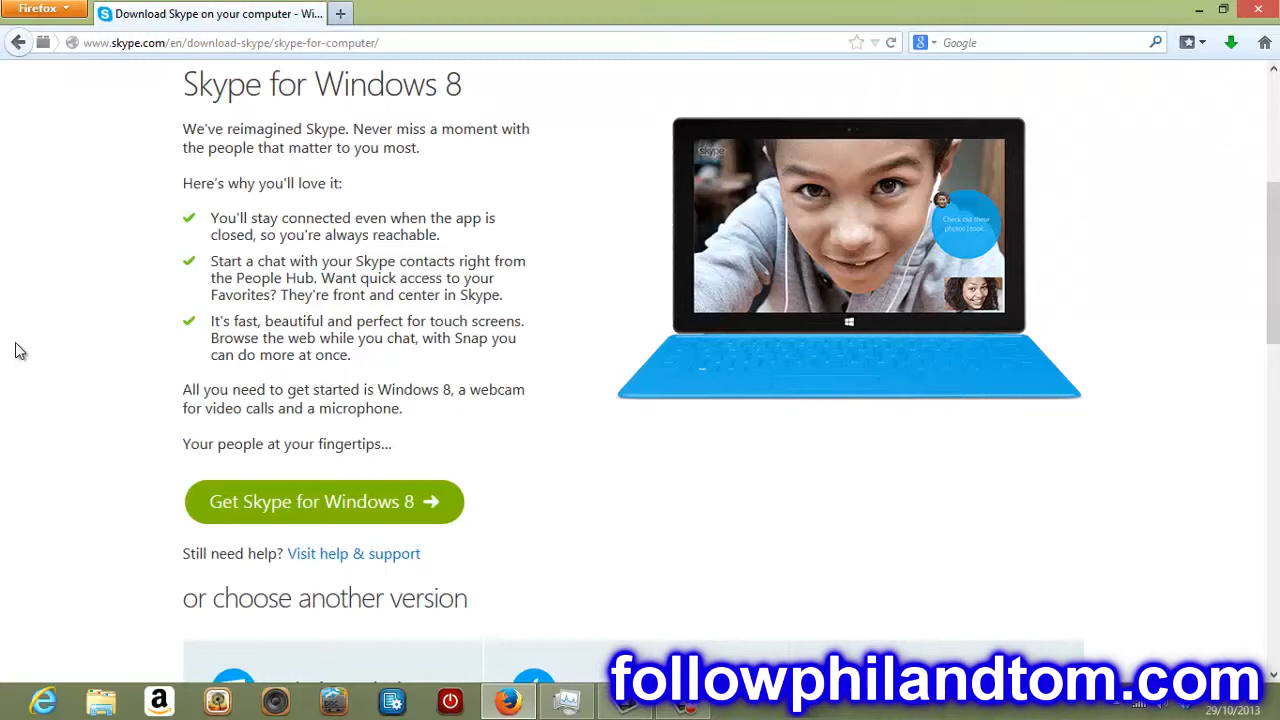 Firefox
Download Skype on your computer - Wi...
www.skype.com/en/download-skype/skype-for-computer/
Google
Skype for Windows 8
We've reimagined Skype. Never miss a moment with
the people that matter to you most.
Here's why you'll love it:
You'll stay connected even when the app is
closed, so you're always reachable.
Start a chat with your Skype contacts right from
the People Hub. Want quick access to your
Favorites? They're front and center in Skype.
It's fast, beautiful and perfect for touch screens.
Browse the web while you chat, with Snap you
can do more at once.
All you need to get started is Windows 8, a webcam
for video calls and a microphone.
Your people at your fingertips...
Get Skype for Windows 8
Still need help? Visit help & support
or choose another version
skype
Check out these
photos I took...
followphilandtom.com
29/10/2013